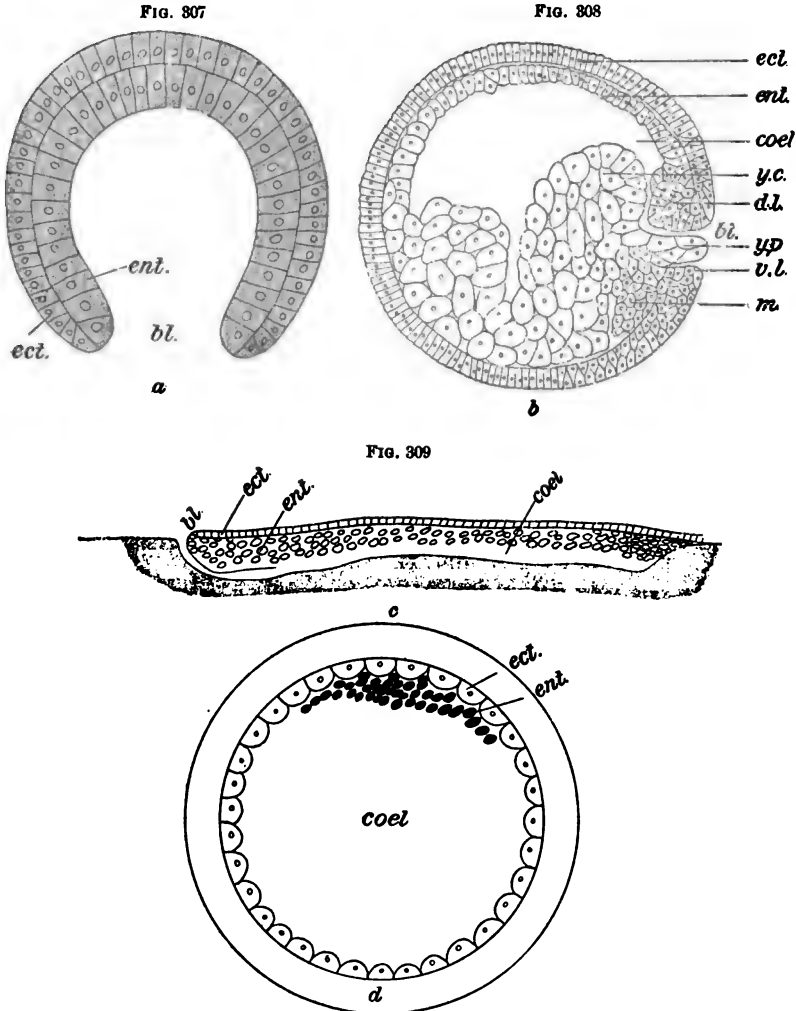 FIG. 307
FIG. 308
ect.
ent.
coel
y.c.
d.l.
bl.
y.p
v.l.
m.
ent.
ect.
bl.
a
b
FIG. 309
bl.
ect.
ent.
coel
c
ect.
ent.
coel
d